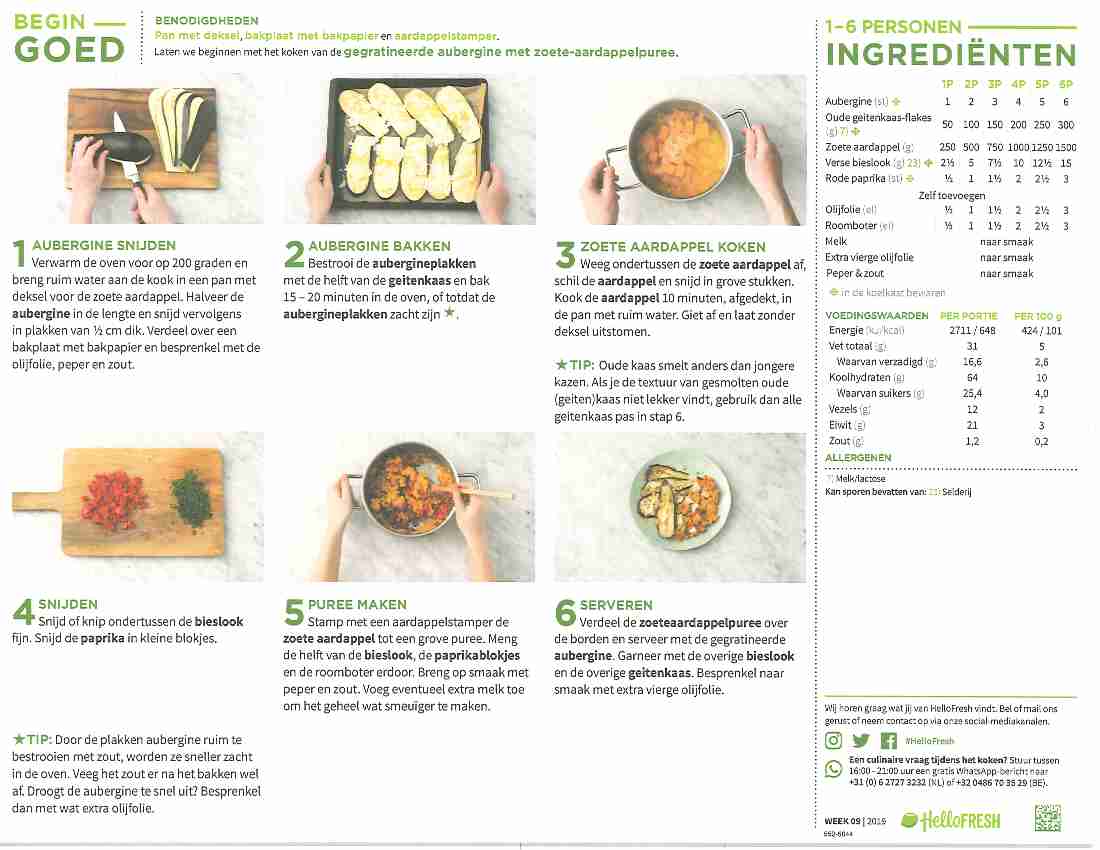 BEGIN
GOED
BENODIGDHEDEN
Pan met deksel, bakplaat met bakpapier en aardappelstamper.
Laten we beginnen met het koken van de gegratineerde aubergine met zoete-aardappelpuree.
1 AUBERGINE SNIJDEN
Verwarm de oven voor op 200 graden en
breng ruim water aan de kook in een pan met
deksel voor de zoete aardappel. Halveer de
aubergine in de lengte en snijd vervolgens
in plakken van ½ cm dik. Verdeel over een
bakplaat met bakpapier en besprenkel met de
olijfolie, peper en zout.
2 AUBERGINE BAKKEN
Bestrooi de aubergineplakken
met de helft van de geitenkaas en bak
15 – 20 minuten in de oven, of totdat de
aubergineplakken zacht zijn ★.
3 ZOETE AARDAPPEL KOKEN
Weeg ondertussen de zoete aardappel af,
schil de aardappel en snijd in grove stukken.
Kook de aardappel 10 minuten, afgedekt, in
de pan met ruim water. Giet af en laat zonder
deksel uitstomen.
★TIP: Oude kaas smelt anders dan jongere
kazen. Als je de textuur van gesmolten oude
(geiten)kaas niet lekker vindt, gebruik dan alle
geitenkaas pas in stap 6.
4 SNIJDEN
Snijd of knip ondertussen de bieslook
fijn. Snijd de paprika in kleine blokjes.
★TIP: Door de plakken aubergine ruim te
bestrooien met zout, worden ze sneller zacht
in de oven. Veeg het zout er na het bakken wel
af. Droogt de aubergine te snel uit? Besprenkel
dan met wat extra olijfolie.
5 PUREE MAKEN
Stamp met een aardappelstamper de
zoete aardappel tot een grove puree. Meng
de helft van de bieslook, de paprikablokjes
en de roomboter erdoor. Breng op smaak met
peper en zout. Voeg eventueel extra melk toe
om het geheel wat smeuïger te maken.
6 SERVEREN
Verdeel de zoeteaardappelpuree over
de borden en serveer met de gegratineerde
aubergine. Garneer met de overige bieslook
en de overige geitenkaas. Besprenkel naar
smaak met extra vierge olijfolie.
1–6 PERSONEN
INGREDIËNTEN
1P 2P 3P 4P 5P 6P
Aubergine (st) 1 2 3 4 5 6
Oude geitenkaas-flakes
(g) 7) 50 100 150 200 250 300
Zoete aardappel (g) 250 500 750 1000 1250 1500
Verse bieslook (g) 23) 2½ 5 7½ 10 12½ 15
Rode paprika (st) ½ 1 1½ 2 2½ 3
Zelf toevoegen
Olijfolie (el) ½ 1 1½ 2 2½ 3
Roomboter (el) ½ 1 1½ 2 2½ 3
Melk naar smaak
Extra vierge olijfolie naar smaak
Peper & zout naar smaak
in de koelkast bewaren
VOEDINGSWAARDEN PER PORTIE PER 100 g
Energie (kJ/kcal) 2711 / 648 424 / 101
Vet totaal (g) 31 5
Waarvan verzadigd (g) 16,6 2,6
Koolhydraten (g) 64 10
Waarvan suikers (g) 25,4 4,0
Vezels (g) 12 2
Eiwit (g) 21 3
Zout (g) 1,2 0,2
ALLERGENEN
7) Melk/lactose
Kan sporen bevatten van: 23) Selderij
Wij horen graag wat jij van HelloFresh vindt. Bel of mail ons
gerust of neem contact op via onze social-mediakanalen.
#HelloFresh
Een culinaire vraag tijdens het koken? Stuur tussen
16:00 - 21:00 uur een gratis WhatsApp-bericht naar
+31 (0) 6 2727 3232 (NL) of +32 0486 70 35 29 (BE).
WEEK 09 | 2019
HelloFRESH